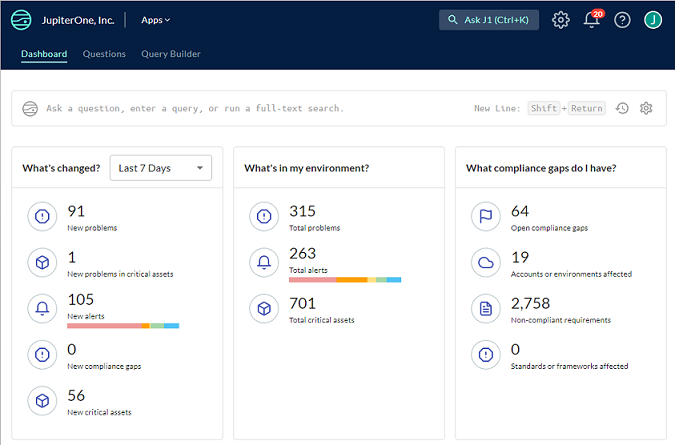 JupiterOne, Inc.
Apps
Ask J1 (Ctrl+K)
20
J
Dashboard
Questions
Query Builder
Ask a question, enter a query, or run a full-text search.
New Line: Shift + Return
What's changed?
Last 7 Days
91
New problems
1
New problems in critical assets
105
New alerts
0
New compliance gaps
56
New critical assets
What's in my environment?
315
Total problems
263
Total alerts
701
Total critical assets
What compliance gaps do I have?
64
Open compliance gaps
19
Accounts or environments affected
2,758
Non-compliant requirements
0
Standards or frameworks affected